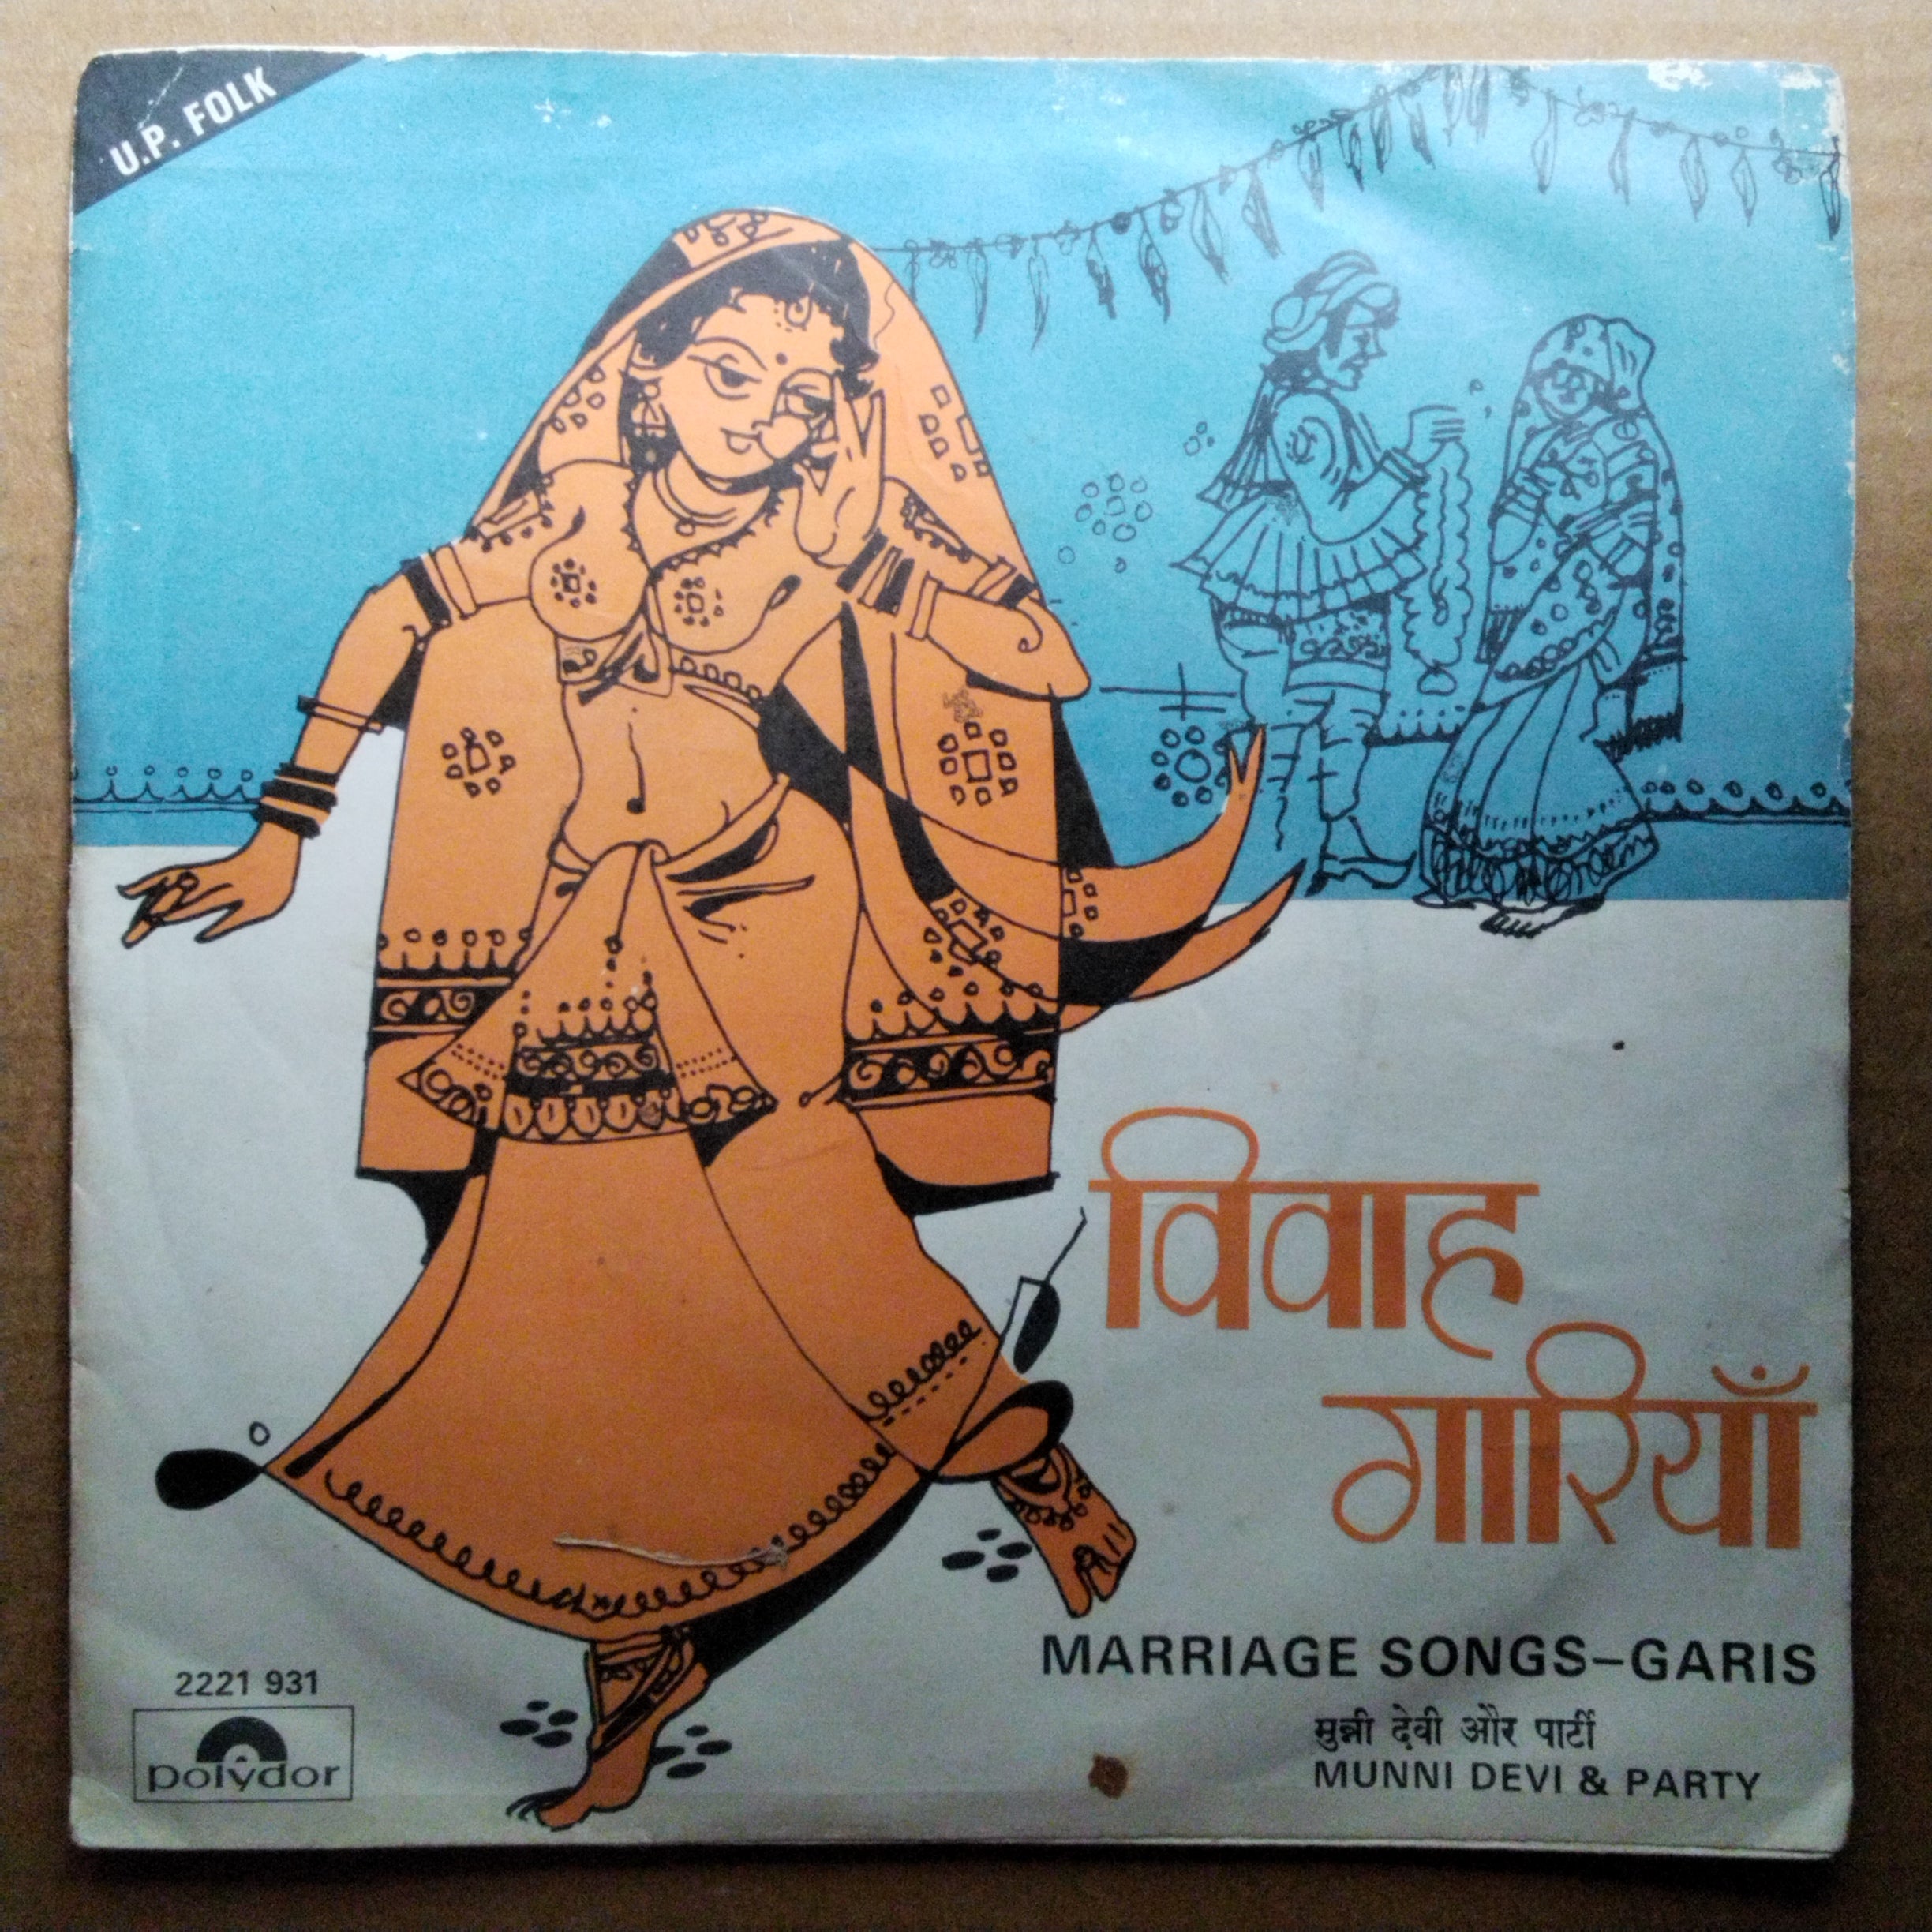 U.P. FOLK
विवाह
गारियाँ
MARRIAGE SONGS–GARIS
मुन्नी देवी और पार्टी
MUNNI DEVI & PARTY
2221 931
polydor